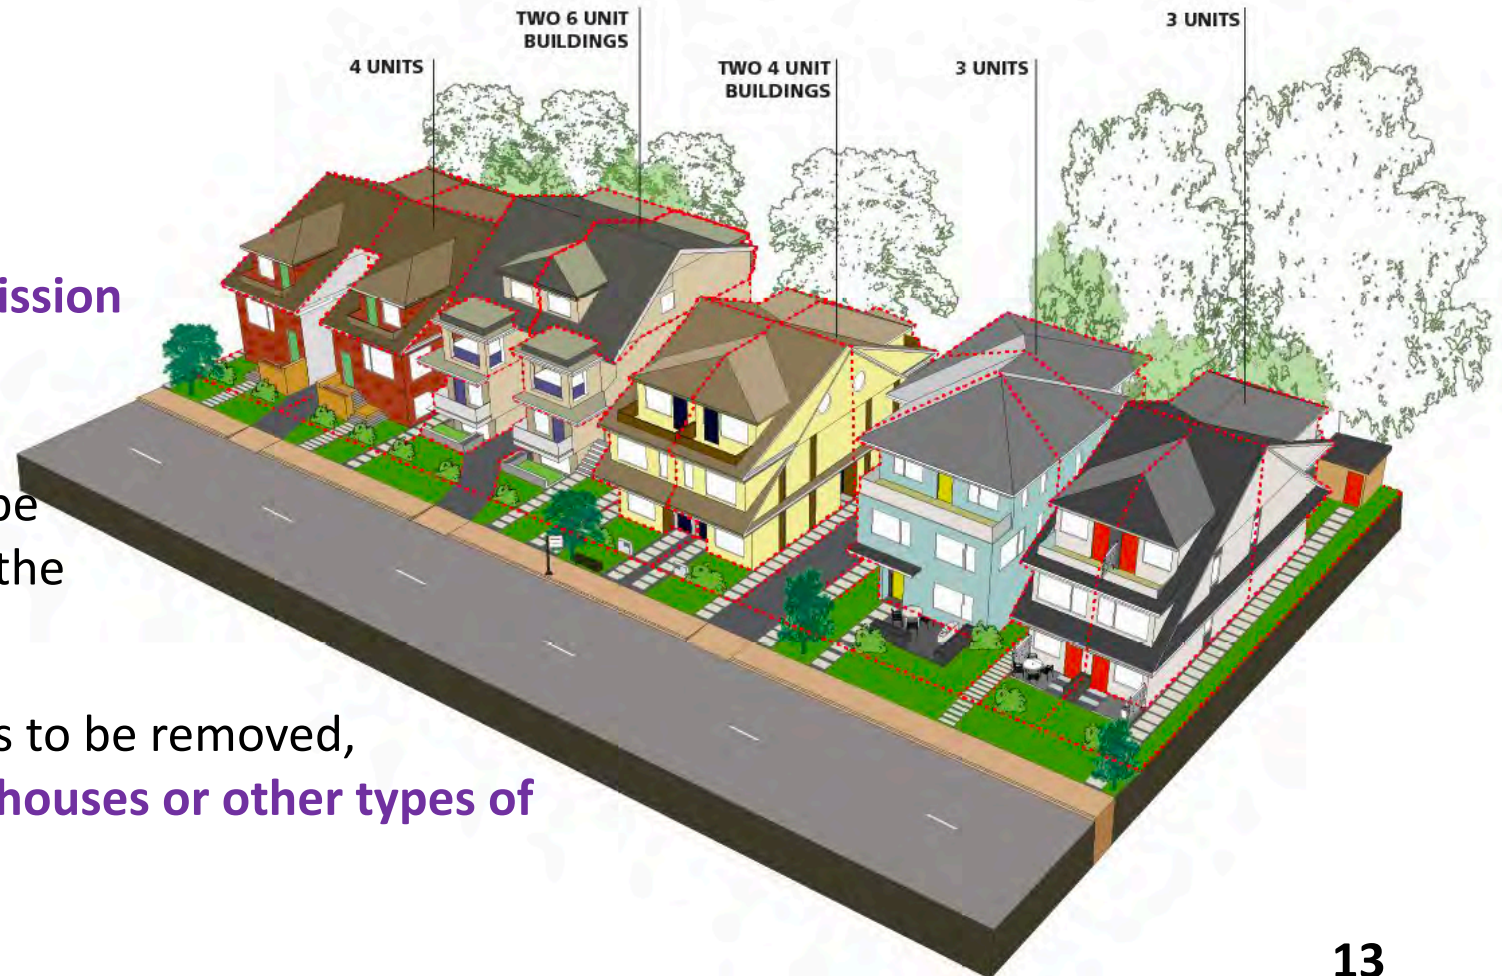 TWO 6 UNIT
BUILDINGS
3 UNITS
4 UNITS
TWO 4 UNIT
BUILDINGS
3 UNITS
ission
be
the
s to be removed,
houses or other types of
13